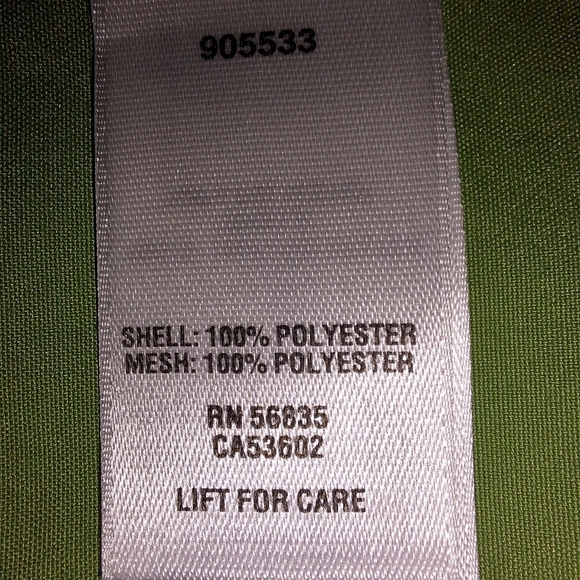 905533
SHELL: 100% POLYESTER
MESH: 100% POLYESTER
RN 56835
CA53602
LIFT FOR CARE